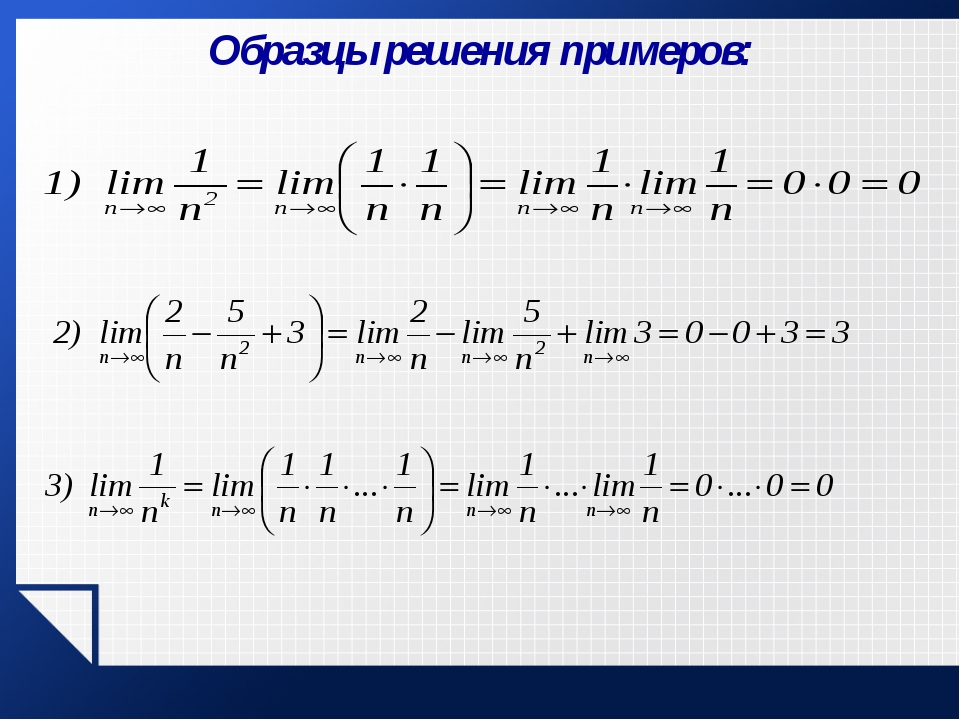 Образцы решения примеров:
1) lim_{n→∞} 1/n² = lim_{n→∞} (1/n · 1/n) = lim_{n→∞} 1/n · lim_{n→∞} 1/n = 0 · 0 = 0
2) lim_{n→∞} (2/n − 5/n² + 3) = lim_{n→∞} 2/n − lim_{n→∞} 5/n² + lim_{n→∞} 3 = 0 − 0 + 3 = 3
3) lim_{n→∞} 1/n^k = lim_{n→∞} (1/n · 1/n · ... · 1/n) = lim_{n→∞} 1/n · ... · lim_{n→∞} 1/n = 0 · ... · 0 = 0